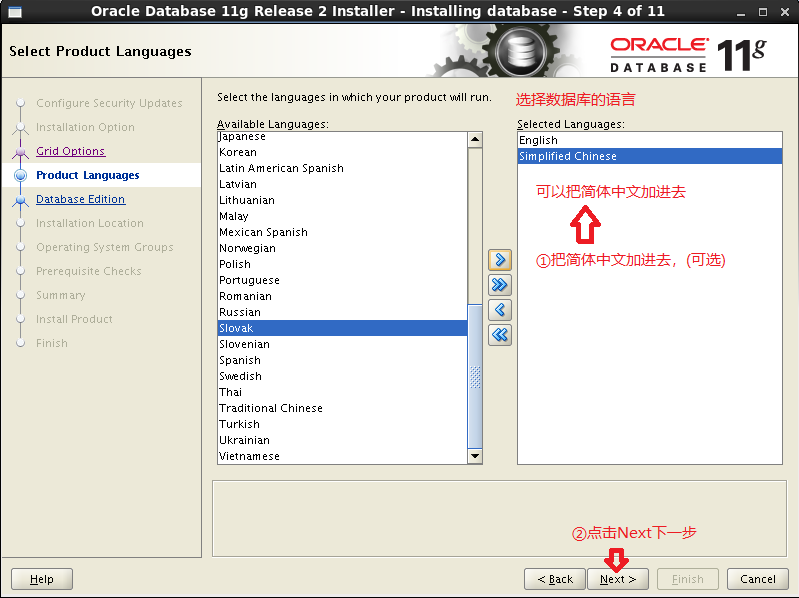 Oracle Database 11g Release 2 Installer - Installing database - Step 4 of 11
Select Product Languages
ORACLE
DATABASE
11g
Configure Security Updates
Installation Option
Grid Options
Product Languages
Database Edition
Installation Location
Operating System Groups
Prerequisite Checks
Summary
Install Product
Finish
Select the languages in which your product will run.
选择数据库的语言
Available Languages:
Japanese
Korean
Latin American Spanish
Latvian
Lithuanian
Malay
Mexican Spanish
Norwegian
Polish
Portuguese
Romanian
Russian
Slovak
Slovenian
Spanish
Swedish
Thai
Traditional Chinese
Turkish
Ukrainian
Vietnamese
Selected Languages:
English
Simplified Chinese
可以把简体中文加进去
①把简体中文加进去，(可选)
②点击Next下一步
Help
< Back
Next >
Finish
Cancel